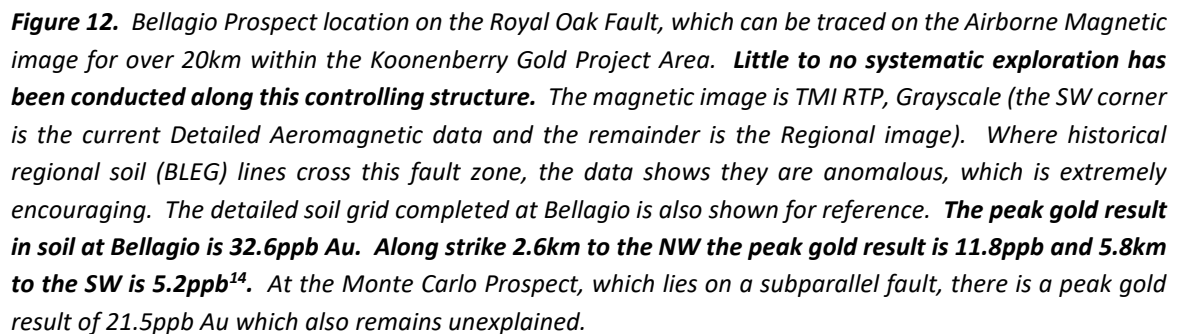 Figure 12. Bellagio Prospect location on the Royal Oak Fault, which can be traced on the Airborne Magnetic
image for over 20km within the Koonenberry Gold Project Area. Little to no systematic exploration has
been conducted along this controlling structure. The magnetic image is TMI RTP, Grayscale (the SW corner
is the current Detailed Aeromagnetic data and the remainder is the Regional image). Where historical
regional soil (BLEG) lines cross this fault zone, the data shows they are anomalous, which is extremely
encouraging. The detailed soil grid completed at Bellagio is also shown for reference. The peak gold result
in soil at Bellagio is 32.6ppb Au. Along strike 2.6km to the NW the peak gold result is 11.8ppb and 5.8km
to the SW is 5.2ppb14. At the Monte Carlo Prospect, which lies on a subparallel fault, there is a peak gold
result of 21.5ppb Au which also remains unexplained.